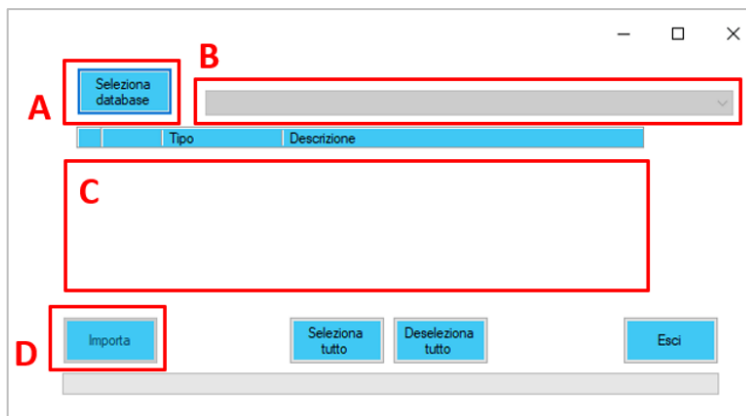 B
A
Seleziona
database
Tipo Descrizione
C
D
Importa
Seleziona
tutto
Deseleziona
tutto
Esci